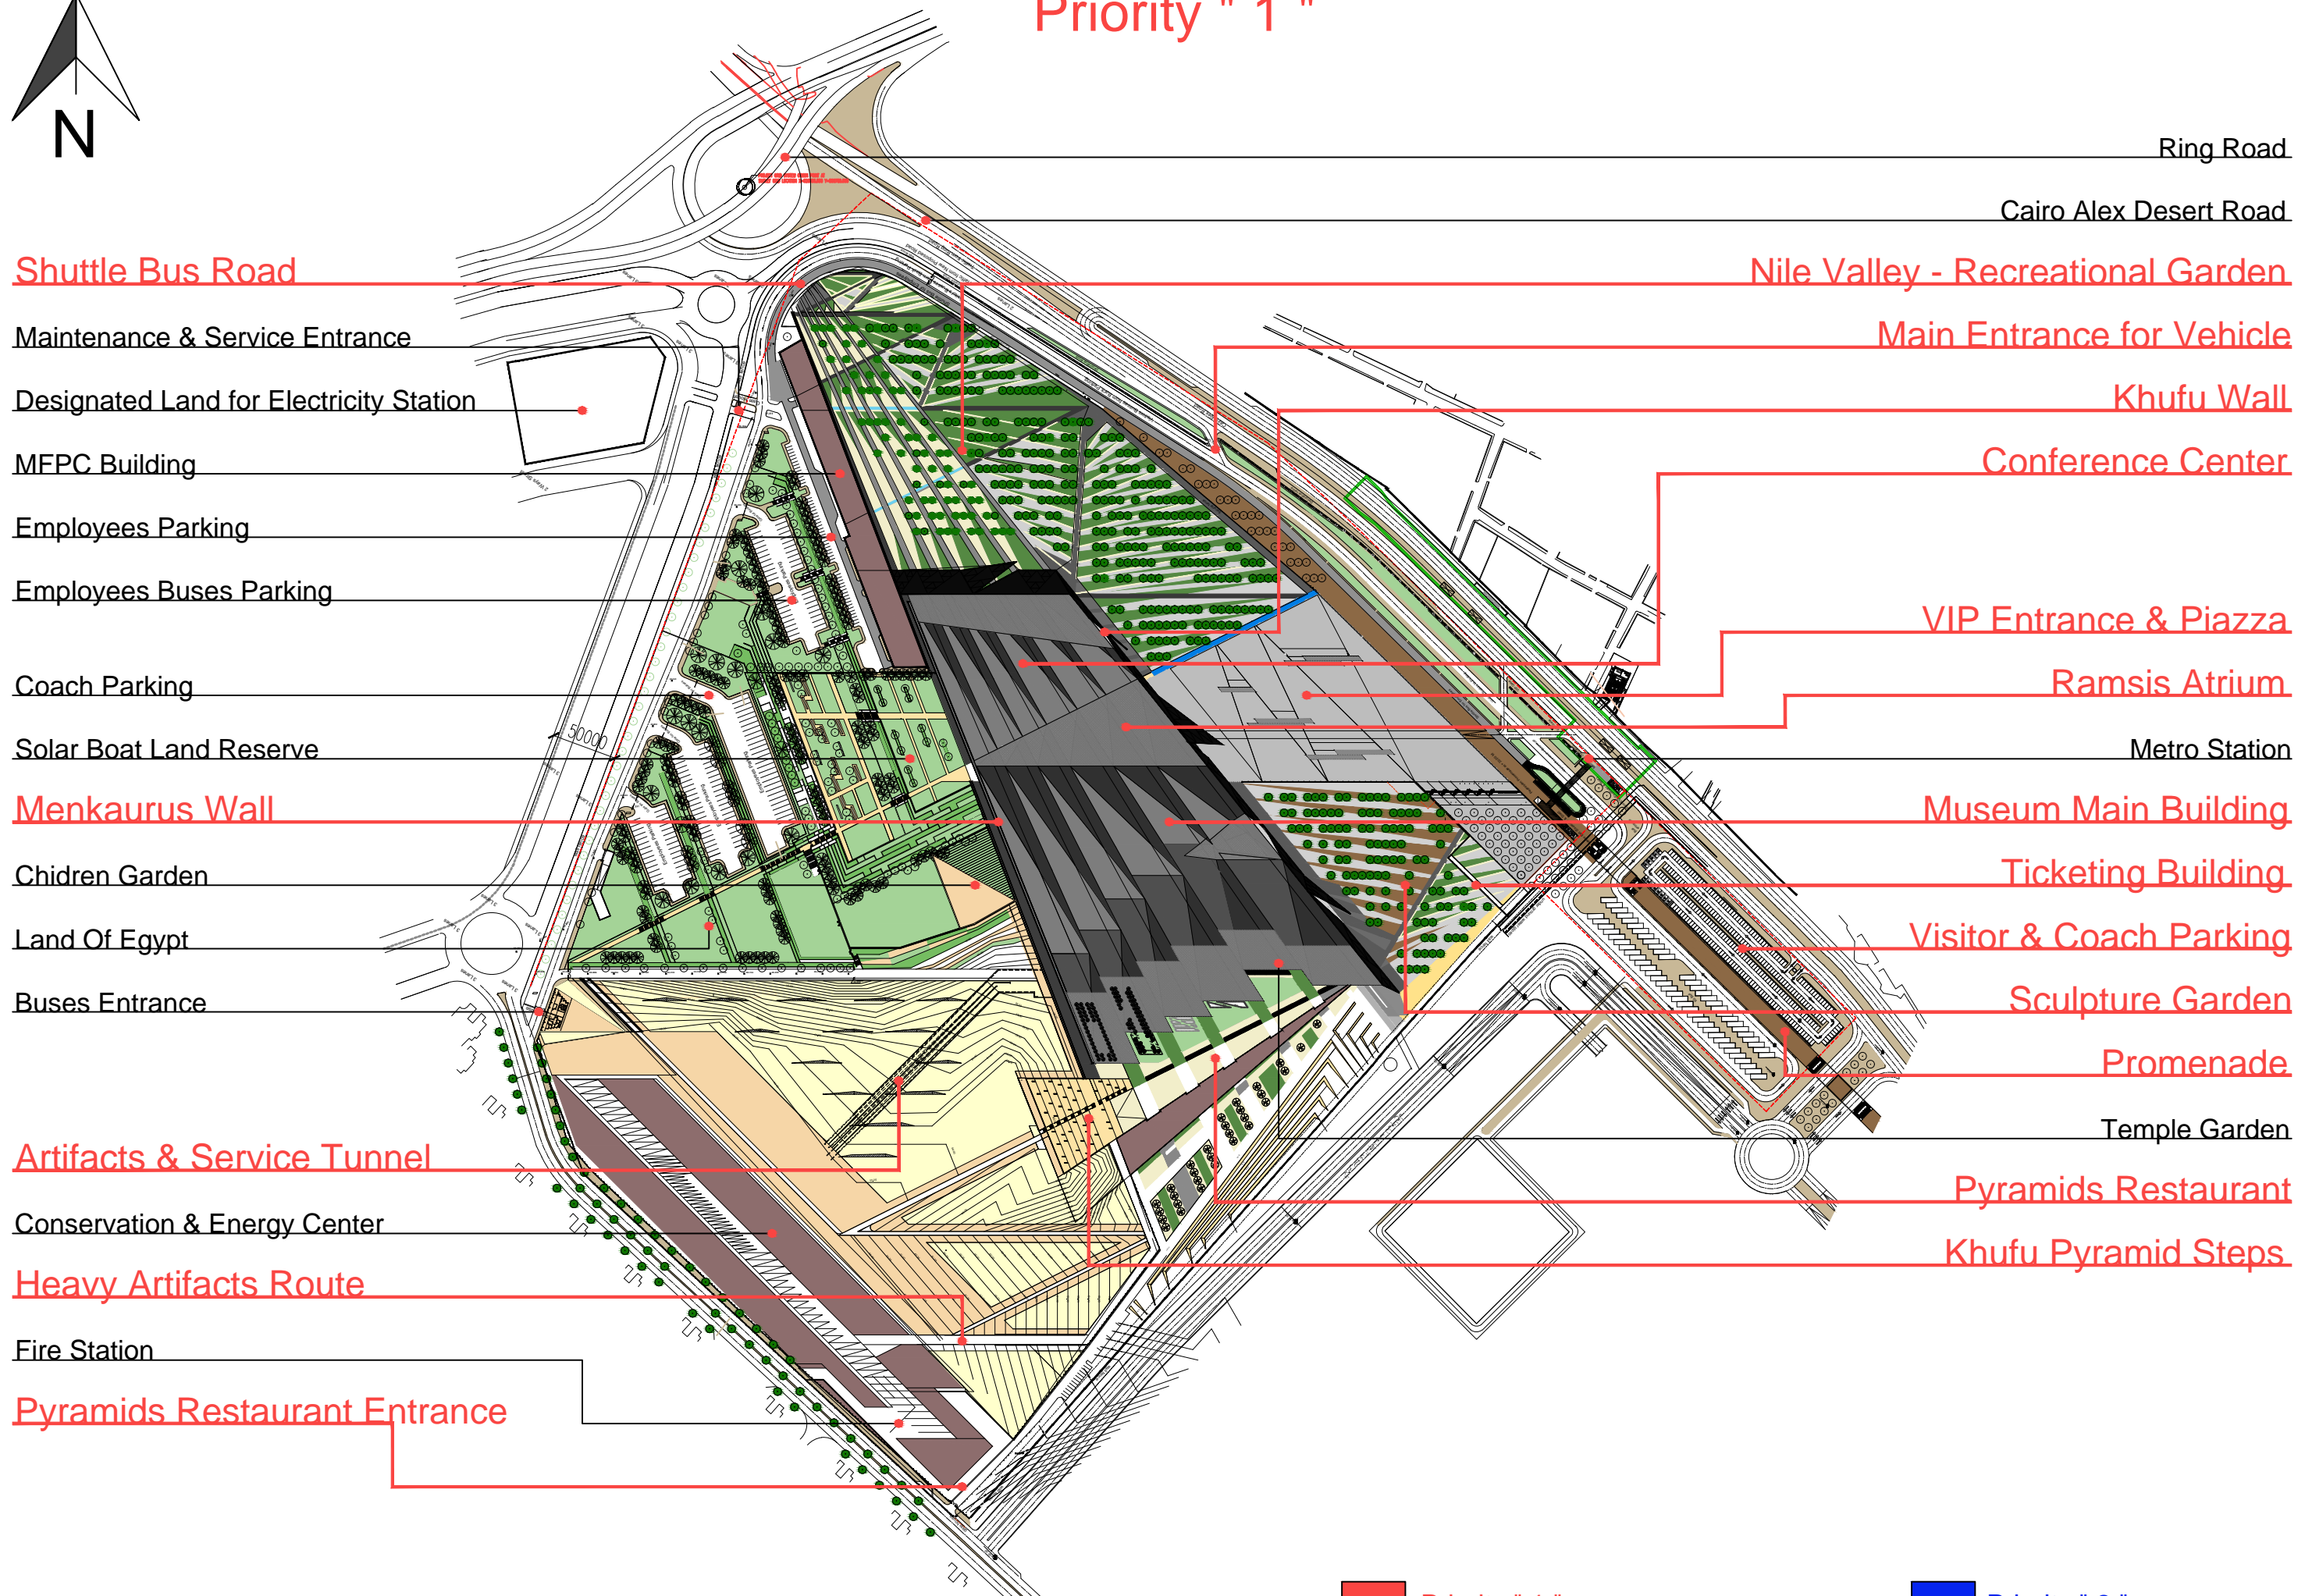 Priority " 1 "
N
Ring Road
Cairo Alex Desert Road
Shuttle Bus Road
Nile Valley - Recreational Garden
Maintenance & Service Entrance
Main Entrance for Vehicle
Designated Land for Electricity Station
Khufu Wall
MFPC Building
Conference Center
Employees Parking
Employees Buses Parking
VIP Entrance & Piazza
Coach Parking
Ramsis Atrium
50000
Solar Boat Land Reserve
Metro Station
Menkaurus Wall
Museum Main Building
Chidren Garden
Ticketing Building
Land Of Egypt
Visitor & Coach Parking
Buses Entrance
Sculpture Garden
Promenade
Temple Garden
Artifacts & Service Tunnel
Pyramids Restaurant
Conservation & Energy Center
Khufu Pyramid Steps
Heavy Artifacts Route
Fire Station
Pyramids Restaurant Entrance